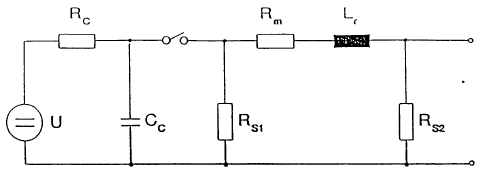 R_C
R_m
L_r
U
C_C
R_S1
R_S2